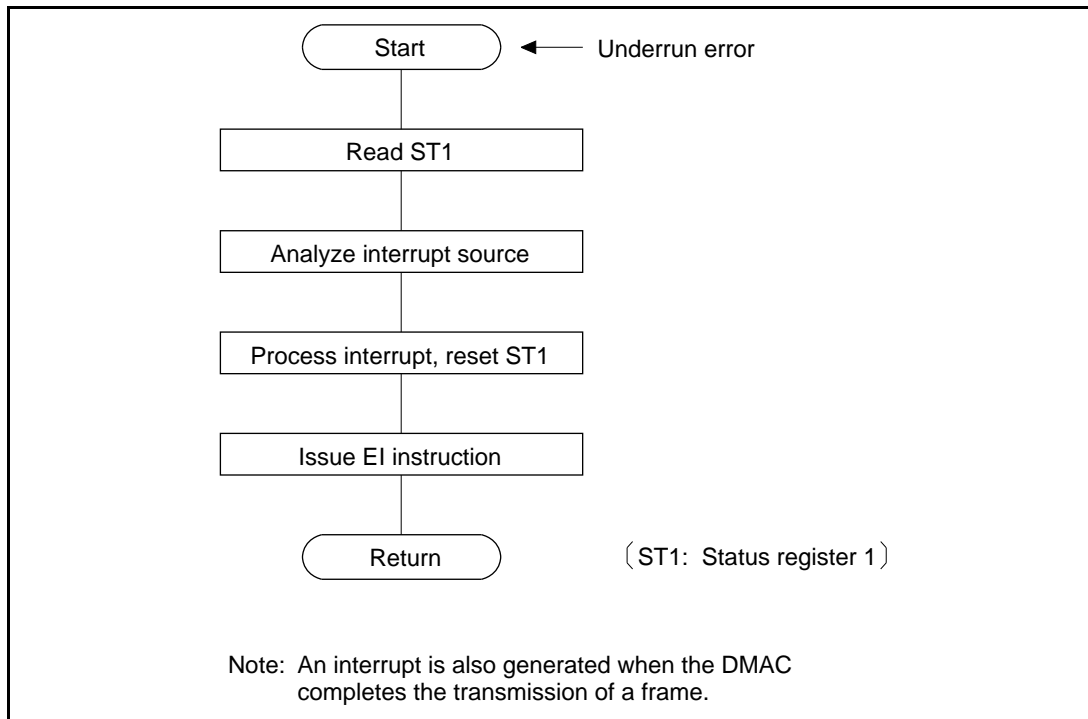 Start
Underrun error
Read ST1
Analyze interrupt source
Process interrupt, reset ST1
Issue EI instruction
Return
(ST1: Status register 1)
Note: An interrupt is also generated when the DMAC
completes the transmission of a frame.